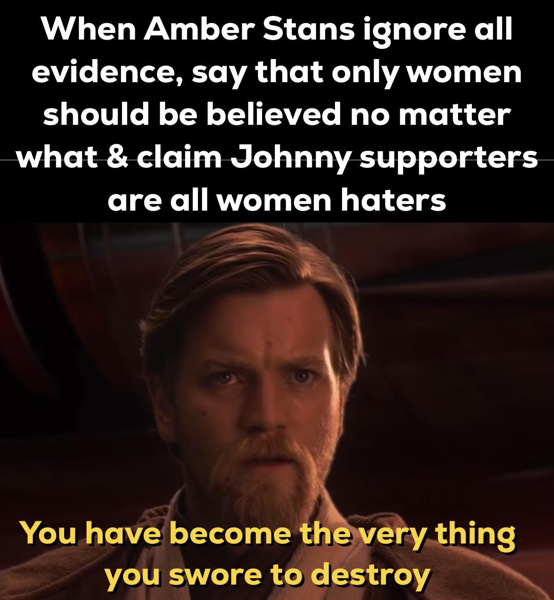 When Amber Stans ignore all
evidence, say that only women
should be believed no matter
what & claim Johnny supporters
are all women haters
You have become the very thing
you swore to destroy